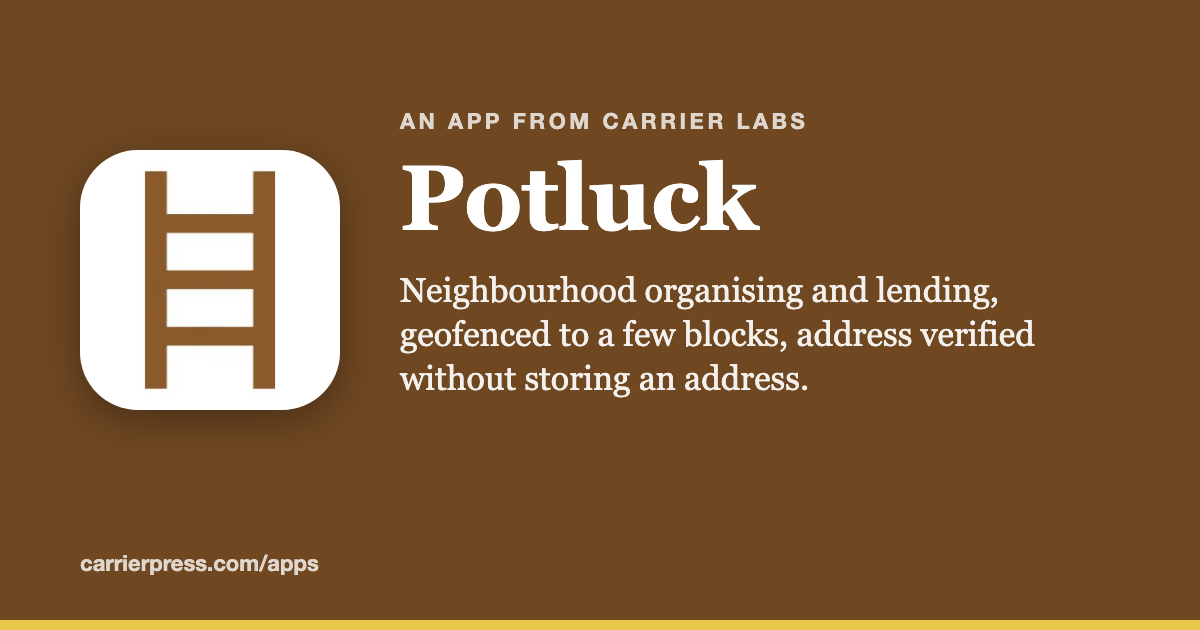 AN APP FROM CARRIER LABS
Potluck
Neighbourhood organising and lending,
geofenced to a few blocks, address verified
without storing an address.
carrierpress.com/apps